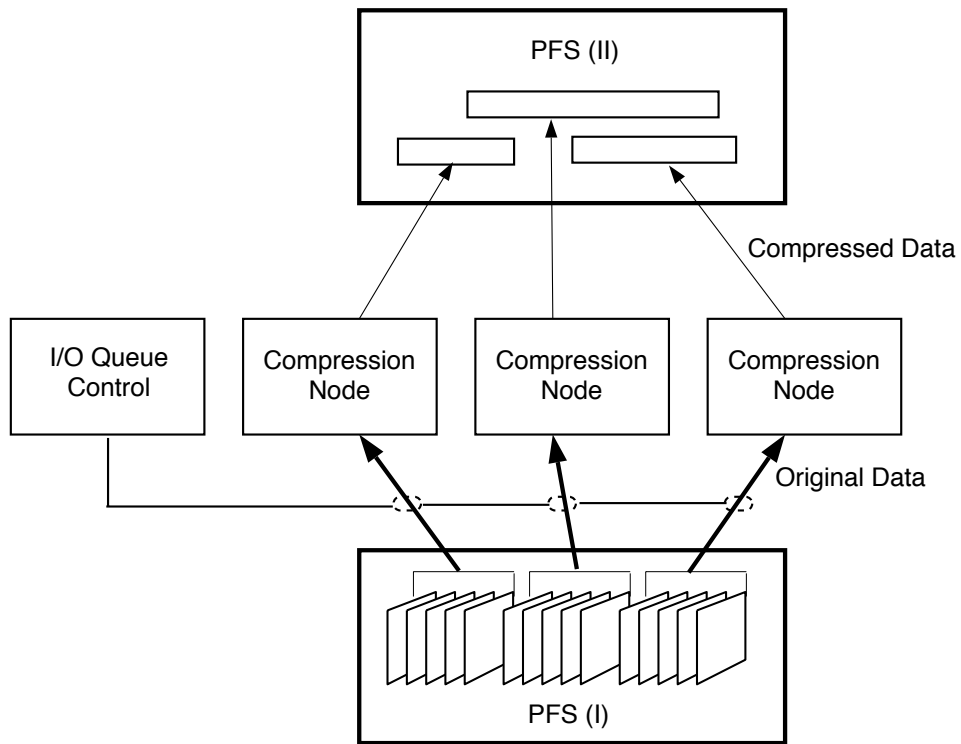 PFS (II)
Compressed Data
I/O Queue
Control
Compression
Node
Compression
Node
Compression
Node
Original Data
PFS (I)